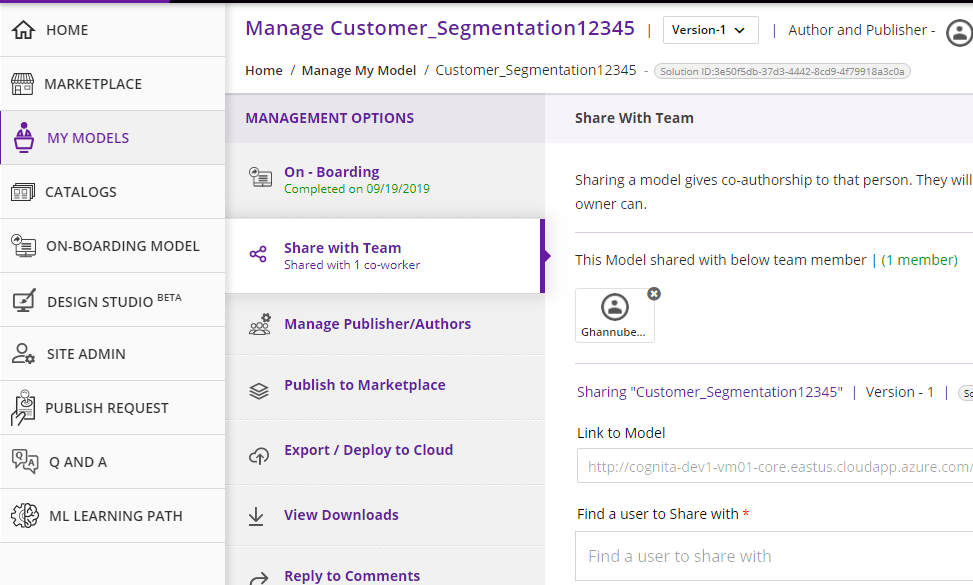 HOME
MARKETPLACE
MY MODELS
CATALOGS
ON-BOARDING MODEL
DESIGN STUDIO BETA
SITE ADMIN
PUBLISH REQUEST
Q AND A
ML LEARNING PATH
Manage Customer_Segmentation12345 | Version-1 | Author and Publisher -
Home / Manage My Model / Customer_Segmentation12345 - Solution ID:3e50f5db-37d3-4442-8cd9-4f79918a3c0a
MANAGEMENT OPTIONS
On - Boarding
Completed on 09/19/2019
Share with Team
Shared with 1 co-worker
Manage Publisher/Authors
Publish to Marketplace
Export / Deploy to Cloud
View Downloads
Reply to Comments
Share With Team
Sharing a model gives co-authorship to that person. They will
owner can.
This Model shared with below team member | (1 member)
Ghannube...
Sharing "Customer_Segmentation12345" | Version - 1 | So
Link to Model
http://cognita-dev1-vm01-core.eastus.cloudapp.azure.com/
Find a user to Share with *
Find a user to share with